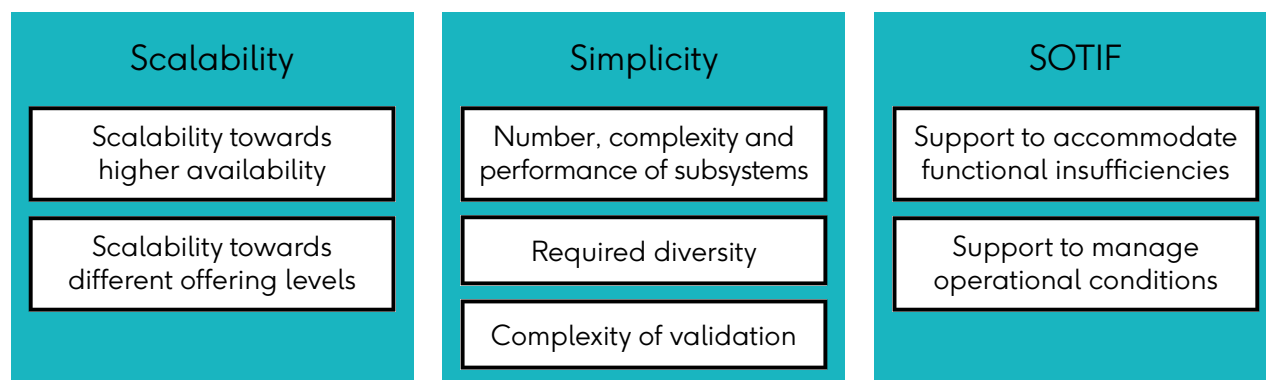 Scalability
Scalability towards
higher availability
Scalability towards
different offering levels
Simplicity
Number, complexity and
performance of subsystems
Required diversity
Complexity of validation
SOTIF
Support to accommodate
functional insufficiencies
Support to manage
operational conditions